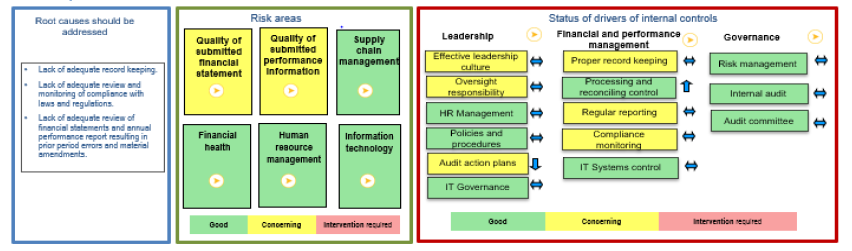 Root causes should be
addressed
• Lack of adequate record keeping.
• Lack of adequate review and
monitoring of compliance with
laws and regulations.
• Lack of adequate review of
financial statements and annual
performance report resulting in
prior period errors and material
amendments.
Risk areas
Quality of
submitted
financial
statement
Quality of
submitted
performance
information
Supply
chain
management
Financial
health
Human
resource
management
Information
technology
Good
Concerning
Intervention required
Status of drivers of internal controls
Leadership
Effective leadership
culture
Oversight
responsibility
HR Management
Policies and
procedures
Audit action plans
IT Governance
Financial and performance
management
Proper record keeping
Processing and
reconciling control
Regular reporting
Compliance
monitoring
IT Systems control
Governance
Risk management
Internal audit
Audit committee
Good
Concerning
Intervention required